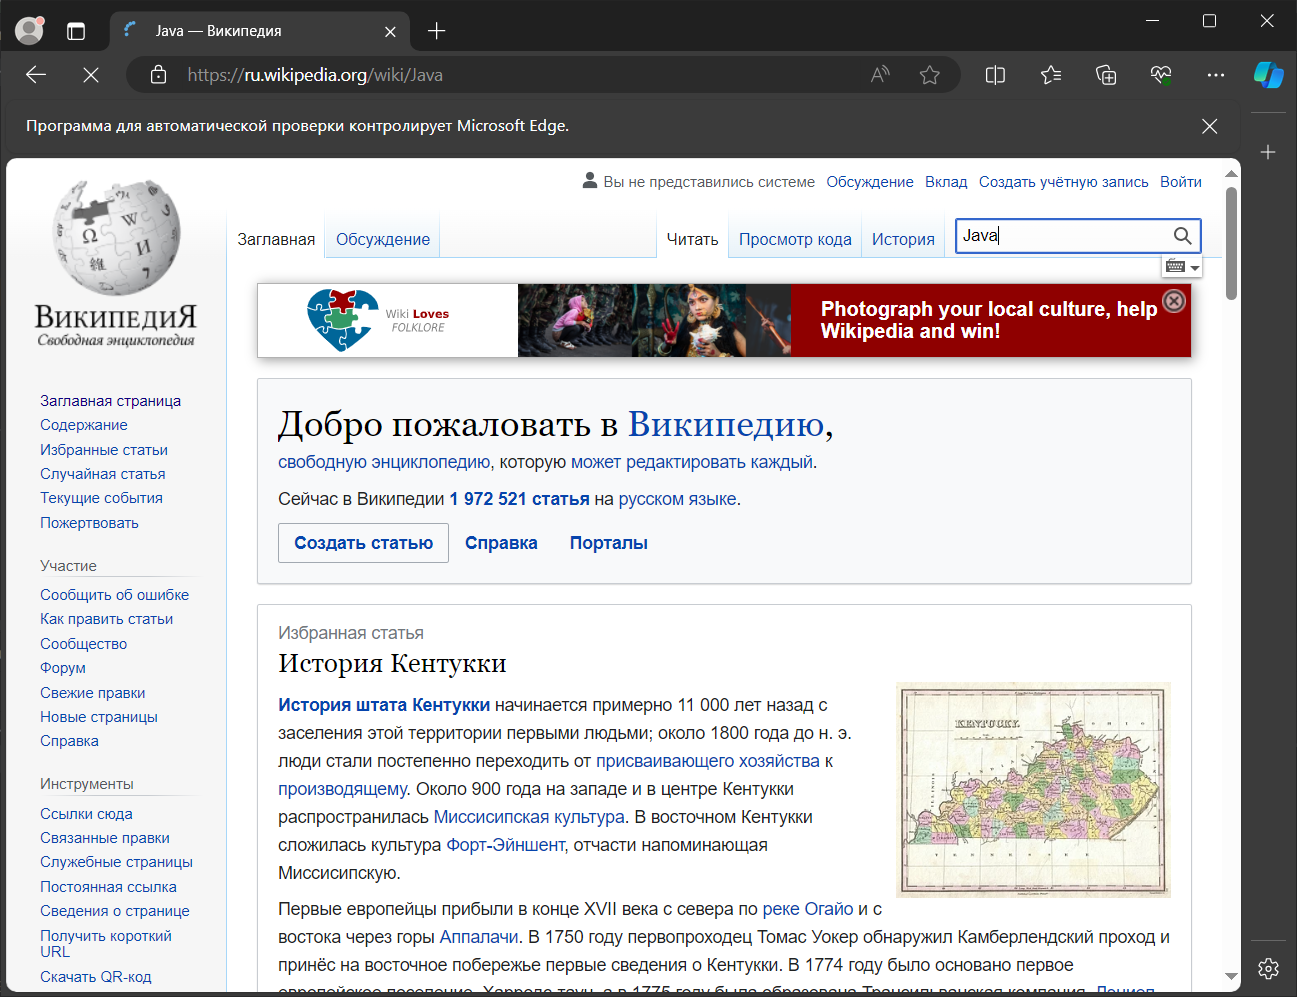 Java — Википедия
https://ru.wikipedia.org/wiki/Java
Программа для автоматической проверки контролирует Microsoft Edge.
Вы не представились системе Обсуждение Вклад Создать учётную запись Войти
Заглавная Обсуждение Читать Просмотр кода История Java
ВикипедиЯ
Свободная энциклопедия
Wiki Loves
FOLKLORE
Photograph your local culture, help
Wikipedia and win!
Заглавная страница
Содержание
Избранные статьи
Случайная статья
Текущие события
Пожертвовать
Участие
Сообщить об ошибке
Как править статьи
Сообщество
Форум
Свежие правки
Новые страницы
Справка
Инструменты
Ссылки сюда
Связанные правки
Служебные страницы
Постоянная ссылка
Сведения о странице
Получить короткий
URL
Скачать QR-код
Добро пожаловать в Википедию,
свободную энциклопедию, которую может редактировать каждый.
Сейчас в Википедии 1 972 521 статья на русском языке.
Создать статью Справка Порталы
Избранная статья
История Кентукки
История штата Кентукки начинается примерно 11 000 лет назад с
заселения этой территории первыми людьми; около 1800 года до н. э.
люди стали постепенно переходить от присваивающего хозяйства к
производящему. Около 900 года на западе и в центре Кентукки
распространилась Миссисипская культура. В восточном Кентукки
сложилась культура Форт-Эйншент, отчасти напоминающая
Миссисипскую.
KENTUCKY.
Первые европейцы прибыли в конце XVII века с севера по реке Огайо и с
востока через горы Аппалачи. В 1750 году первопроходец Томас Уокер обнаружил Камберлендский проход и
принёс на восточное побережье первые сведения о Кентукки. В 1774 году было основано первое
европейское поселение, Харродстаун, а в 1775 году была образована Трансильванская компания. Дэниел